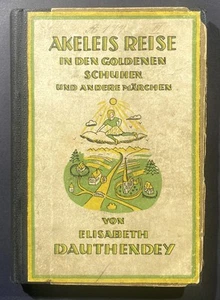 AKELEIS REISE
IN DEN GOLDENEN
SCHUHEN
UND ANDERE MÄRCHEN
VON
ELISABETH
DAUTHENDEY